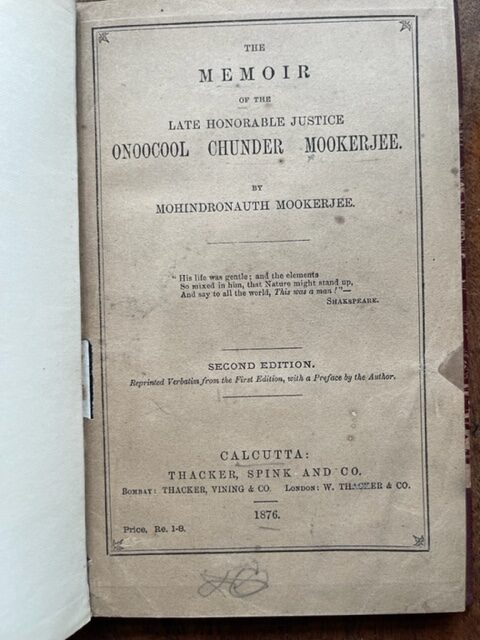 THE
MEMOIR
OF THE
LATE HONORABLE JUSTICE
ONOOCOOL CHUNDER MOOKERJEE.
BY
MOHINDRONAUTH MOOKERJEE.
"His life was gentle; and the elements
So mixed in him, that Nature might stand up,
And say to all the world, This was a man!"—
SHAKSPEARE.
SECOND EDITION.
Reprinted Verbatim from the First Edition, with a Preface by the Author.
CALCUTTA:
THACKER, SPINK AND CO.
BOMBAY: THACKER, VINING & CO. LONDON: W. THACKER & CO.
1876.
Price, Re. 1-8.